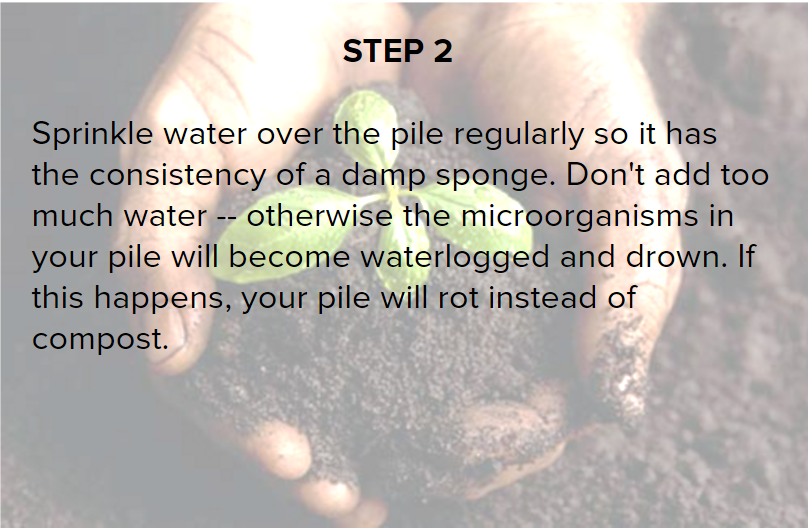 STEP 2
Sprinkle water over the pile regularly so it has
the consistency of a damp sponge. Don't add too
much water -- otherwise the microorganisms in
your pile will become waterlogged and drown. If
this happens, your pile will rot instead of
compost.